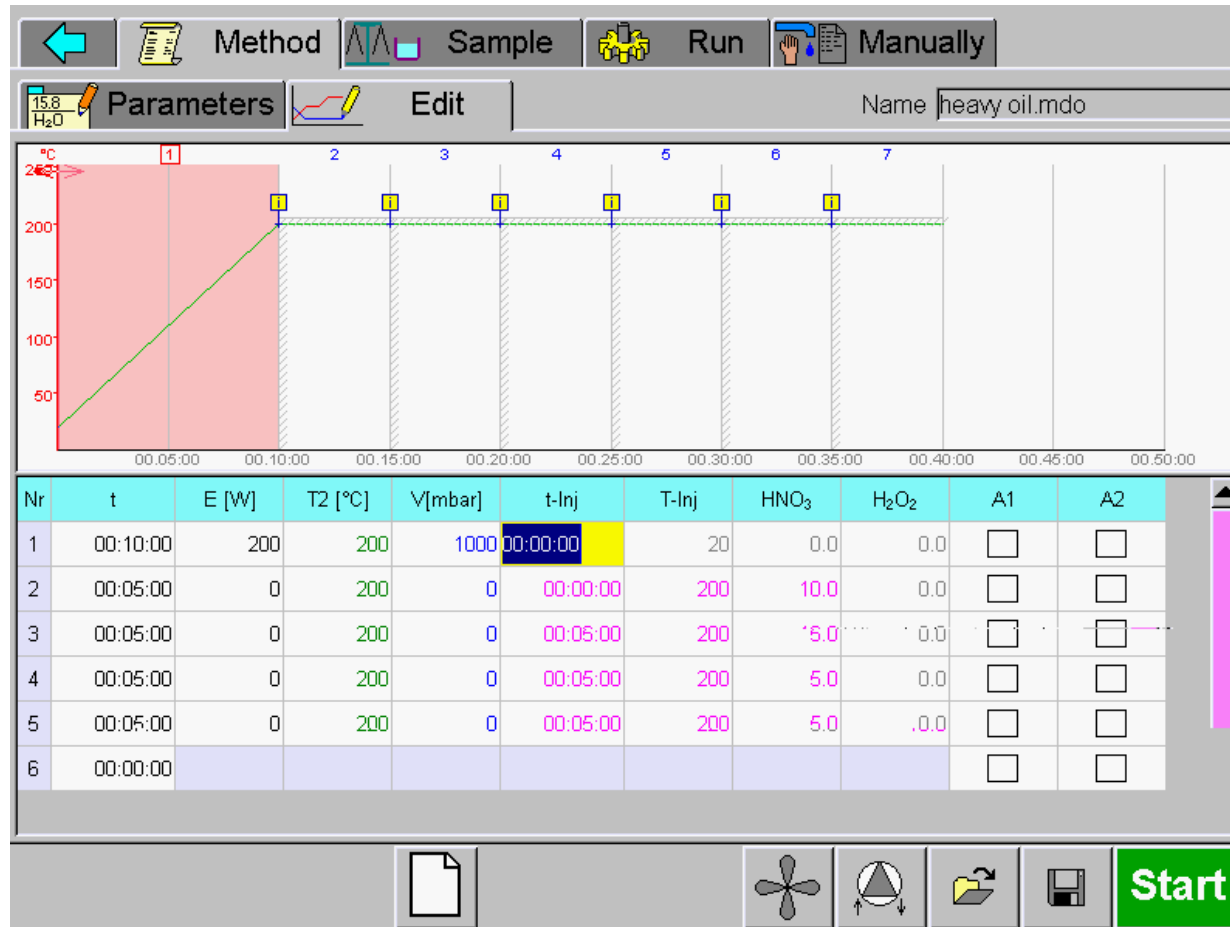 Method Sample Run Manually
15.8 H₂O Parameters Edit Name heavy oil.mdo
°C 1 2 3 4 5 6 7
i i i i i i
200
150
100
50
00.05:00 00.10:00 00.15:00 00.20:00 00.25:00 00.30:00 00.35:00 00.40:00 00.45:00 00.50:00
Nr t E [W] T2 [°C] V[mbar] t-Inj T-Inj HNO₃ H₂O₂ A1 A2
1 00:10:00 200 200 1000 00:00:00 20 0.0 0.0
2 00:05:00 0 200 0 00:00:00 200 10.0 0.0
3 00:05:00 0 200 0 00:05:00 200 5.0 0.0
4 00:05:00 0 200 0 00:05:00 200 5.0 0.0
5 00:05:00 0 200 0 00:05:00 200 5.0 0.0
6 00:00:00
Start